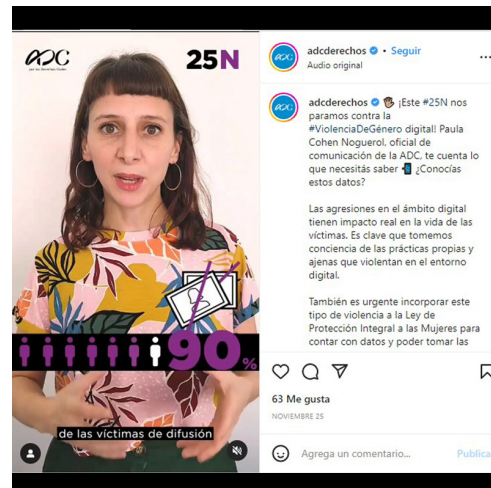 ADC
por los Derechos Civiles
25N
90%
de las víctimas de difusión
adcderechos • Seguir
Audio original
adcderechos 🖐🏽 ¡Este #25N nos
paramos contra la
#ViolenciaDeGénero digital! Paula
Cohen Noguerol, oficial de
comunicación de la ADC, te cuenta lo
que necesitás saber 📲 ¿Conocías
estos datos?
Las agresiones en el ámbito digital
tienen impacto real en la vida de las
víctimas. Es clave que tomemos
conciencia de las prácticas propias y
ajenas que violentan en el entorno
digital.
También es urgente incorporar este
tipo de violencia a la Ley de
Protección Integral a las Mujeres para
contar con datos y poder tomar las
63 Me gusta
NOVIEMBRE 25
Agrega un comentario... Publica